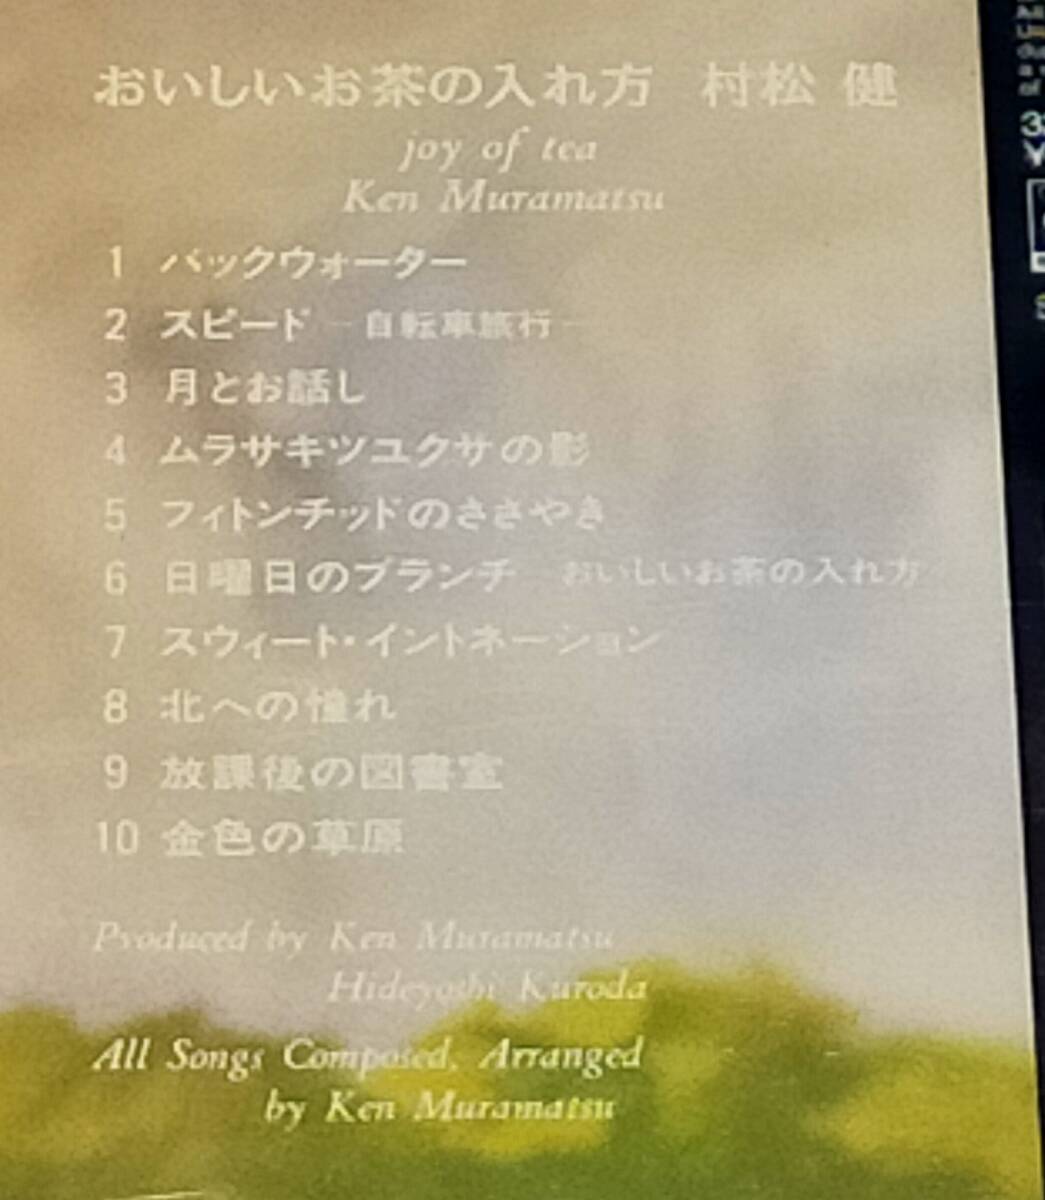 おいしいお茶の入れ方 村松 健
joy of tea
Ken Muramatsu
1 バックウォーター
2 スピード ―自転車旅行―
3 月とお話し
4 ムラサキツユクサの影
5 フィトンチッドのささやき
6 日曜日のブランチ おいしいお茶の入れ方
7 スウィート・イントネーション
8 北への憧れ
9 放課後の図書室
10 金色の草原
Produced by Ken Muramatsu
Hideyoshi Kuroda
All Songs Composed, Arranged
by Ken Muramatsu